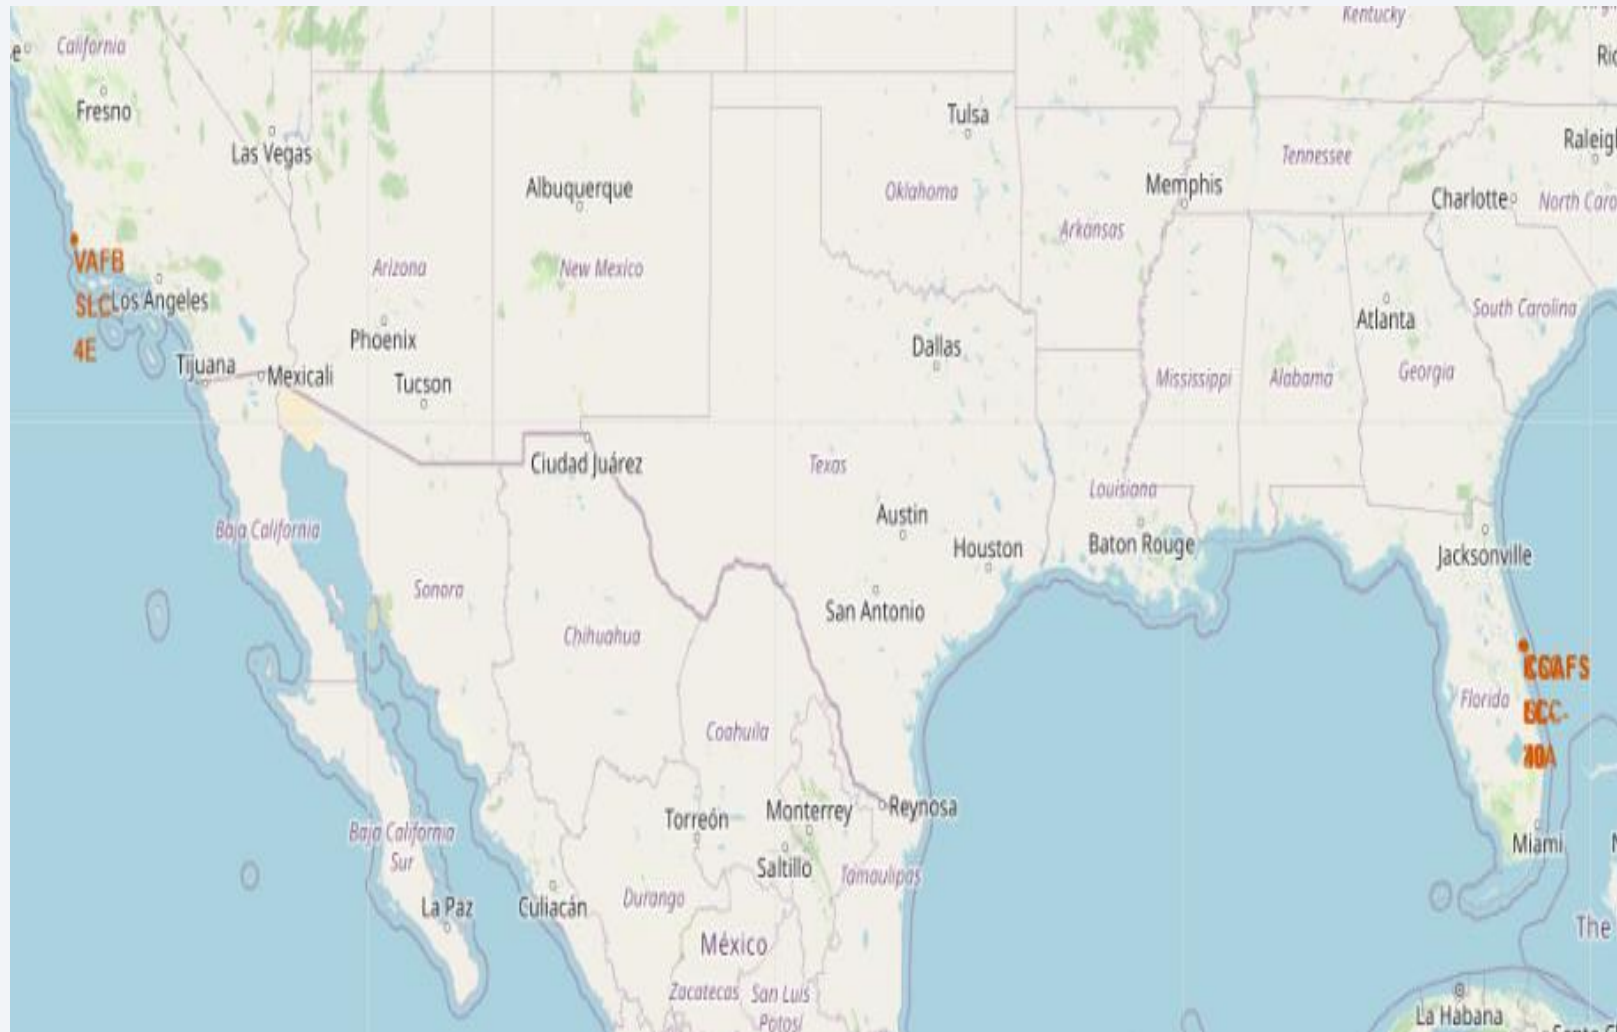 Kentucky
California
Fresno
Tulsa
Las Vegas
Tennessee
Albuquerque
Memphis
Oklahoma
Charlotte
Arkansas
VAFB
SLC-
4E
Los Angeles
Arizona
New Mexico
South Carolina
Atlanta
Phoenix
Dallas
Tijuana
Mexicali
Tucson
Mississippi
Alabama
Georgia
Ciudad Juárez
Texas
Louisiana
Austin
Baja California
Houston
Baton Rouge
Jacksonville
Sonora
San Antonio
Chihuahua
Florida
Coahuila
Reynosa
Monterrey
Torreón
Baja California
Sur
Miami
Saltillo
Tamaulipas
Durango
La Paz
Culiacán
The
México
Zacatecas
San Luis
Potosí
La Habana